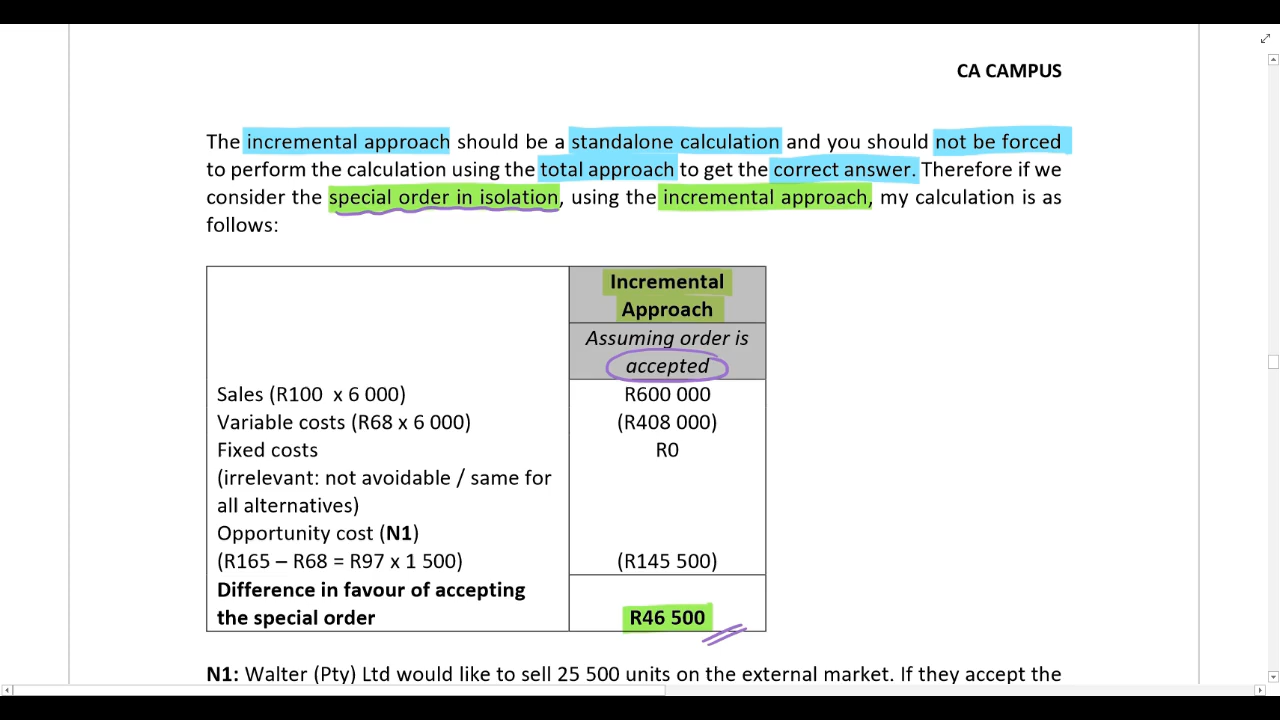 CA CAMPUS
The incremental approach should be a standalone calculation and you should not be forced
to perform the calculation using the total approach to get the correct answer. Therefore if we
consider the special order in isolation, using the incremental approach, my calculation is as
follows:
Incremental
Approach
Assuming order is
accepted
Sales (R100 x 6 000) R600 000
Variable costs (R68 x 6 000) (R408 000)
Fixed costs R0
(irrelevant: not avoidable / same for
all alternatives)
Opportunity cost (N1)
(R165 – R68 = R97 x 1 500) (R145 500)
Difference in favour of accepting
the special order R46 500
N1: Walter (Pty) Ltd would like to sell 25 500 units on the external market. If they accept the